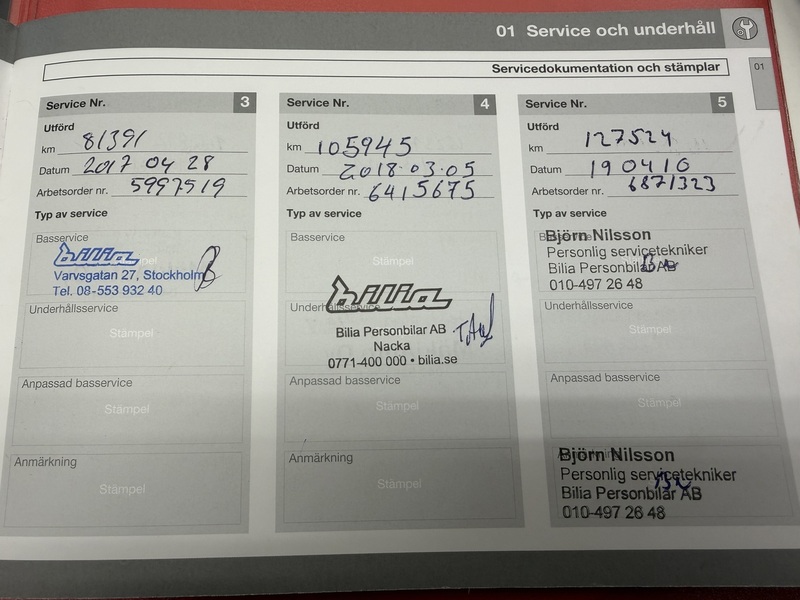 01 Service och underhåll
01
Servicedokumentation och stämplar
Service Nr. 3
Utförd
km 81391
Datum 2017 04 28
Arbetsorder nr. 5997519
Typ av service
Basservice
bilia
Varvsgatan 27, Stockholm
Tel. 08-553 932 40
Underhållsservice
Stämpel
Anpassad basservice
Stämpel
Anmärkning
Stämpel
Service Nr. 4
Utförd
km 105945
Datum 2018-03-05
Arbetsorder nr. 6415675
Typ av service
Basservice
Stämpel
Underhållsservice
bilia
Bilia Personbilar AB
Nacka
0771-400 000 • bilia.se
Anpassad basservice
Stämpel
Anmärkning
Stämpel
Service Nr. 5
Utförd
km 127524
Datum 190410
Arbetsorder nr. 6871323
Typ av service
Björn Nilsson
Personlig servicetekniker
Bilia Personbilar AB
010-497 26 48
Underhållsservice
Stämpel
Anpassad basservice
Stämpel
Björn Nilsson
Personlig servicetekniker
Bilia Personbilar AB
010-497 26 48